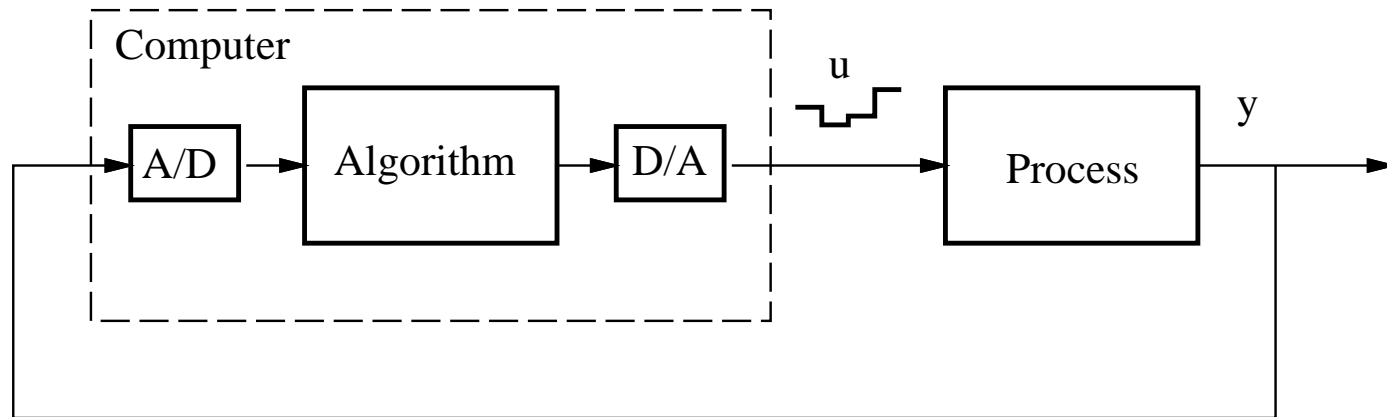 Computer
u
y
A/D
Algorithm
D/A
Process